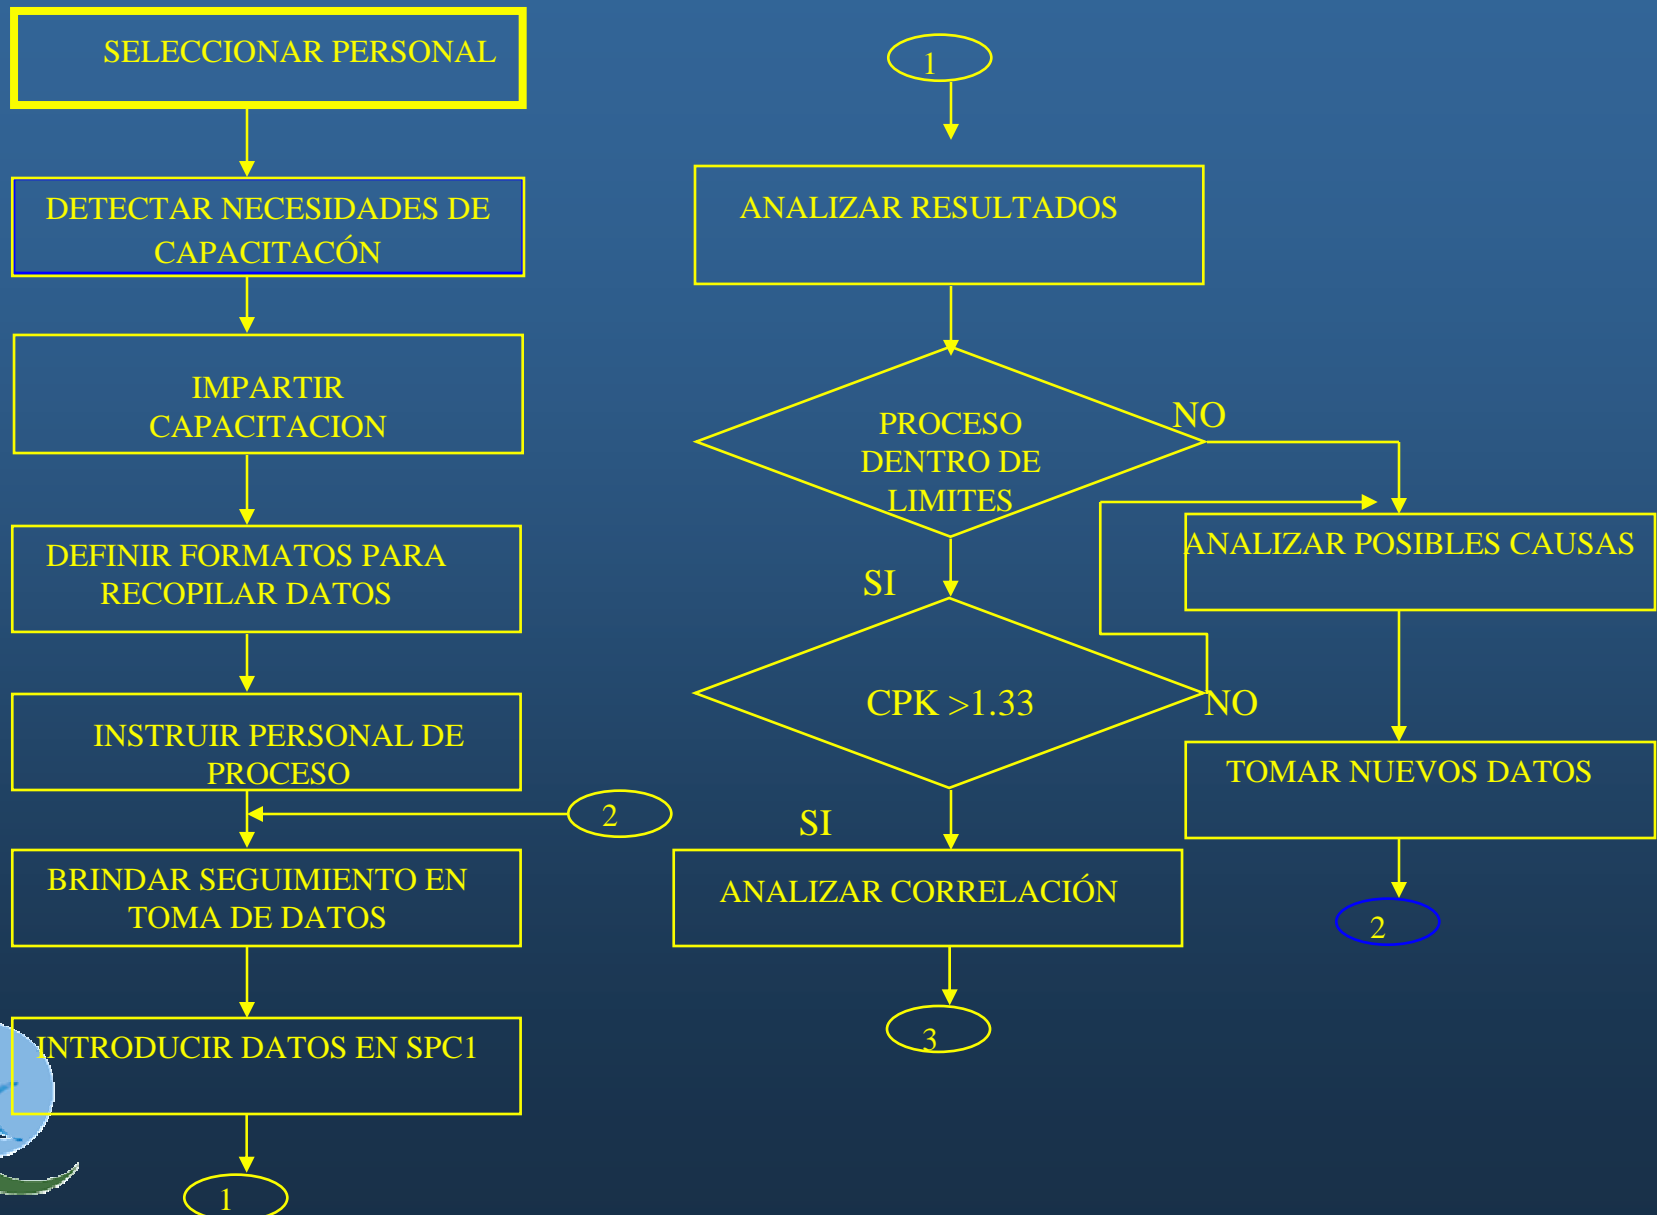 SELECCIONAR PERSONAL
DETECTAR NECESIDADES DE
CAPACITACÓN
IMPARTIR
CAPACITACION
DEFINIR FORMATOS PARA
RECOPILAR DATOS
INSTRUIR PERSONAL DE
PROCESO
2
BRINDAR SEGUIMIENTO EN
TOMA DE DATOS
INTRODUCIR DATOS EN SPC1
1
1
ANALIZAR RESULTADOS
PROCESO
DENTRO DE
LIMITES
NO
SI
CPK >1.33
NO
SI
ANALIZAR CORRELACIÓN
3
ANALIZAR POSIBLES CAUSAS
TOMAR NUEVOS DATOS
2